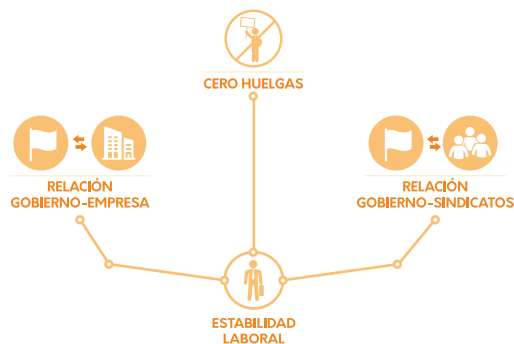 CERO HUELGAS
RELACIÓN
GOBIERNO-EMPRESA
RELACIÓN
GOBIERNO-SINDICATOS
ESTABILIDAD
LABORAL